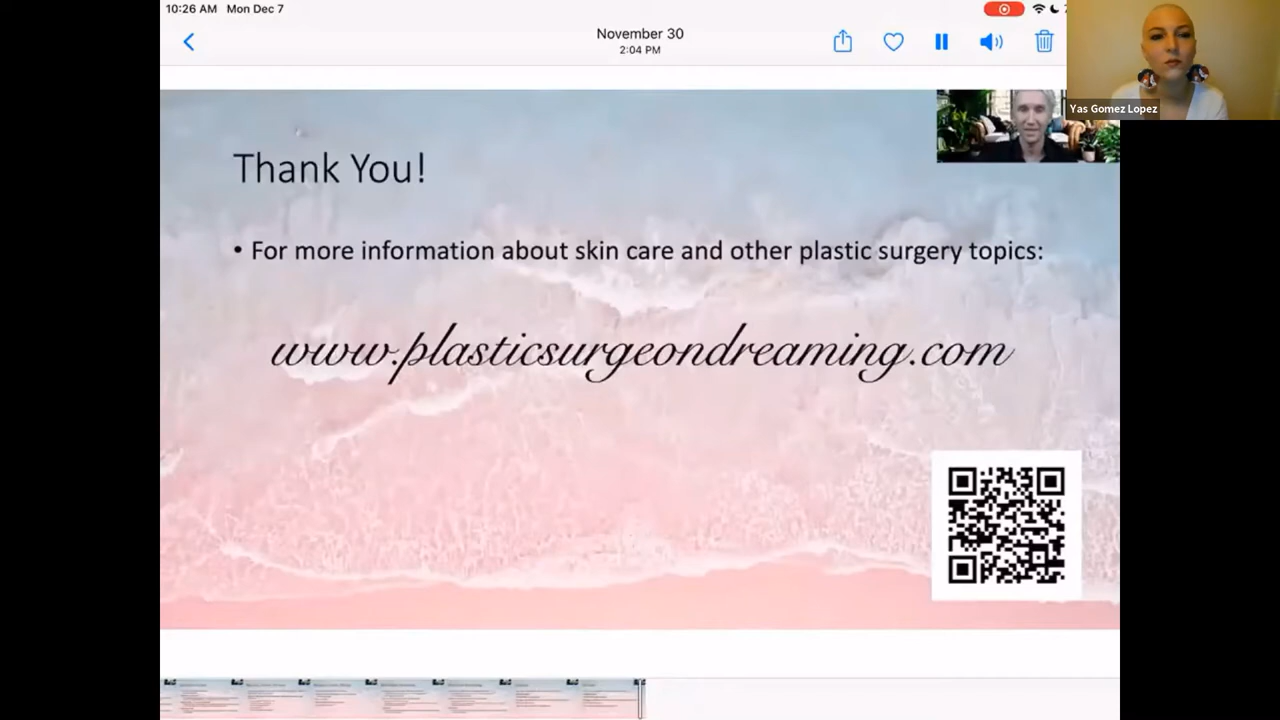 10:26 AM Mon Dec 7
November 30
2:04 PM
Yas Gomez Lopez
Thank You!
• For more information about skin care and other plastic surgery topics:
www.plasticsurgeondreaming.com